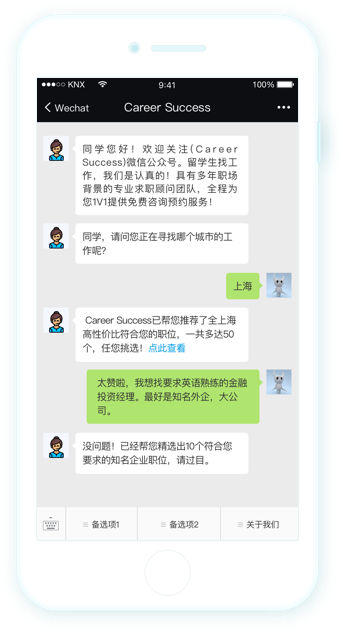 ●●●○○ KNX 9:41 100%
Wechat Career Success •••
同学您好！欢迎关注(Career
Success)微信公众号。留学生找工
作，我们是认真的！具有多年职场
背景的专业求职顾问团队，全程为
您1V1提供免费咨询预约服务！
同学，请问您正在寻找哪个城市的工
作呢?
上海
Career Success已帮您推荐了全上海
高性价比符合您的职位，一共多达50
个，任您挑选！点此查看
太赞啦，我想找要求英语熟练的金融
投资经理。最好是知名外企，大公
司。
没问题！已经帮您精选出10个符合您
要求的知名企业职位，请过目。
备选项1 备选项2 关于我们